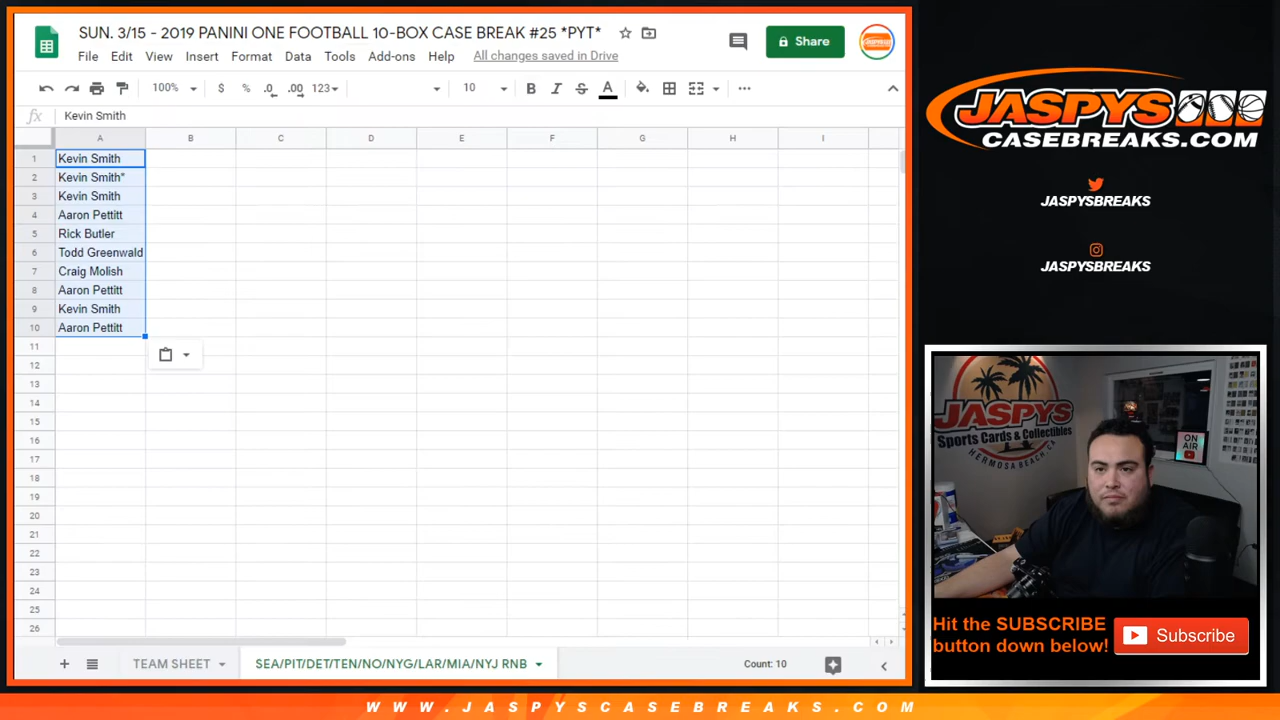 SUN. 3/15 - 2019 PANINI ONE FOOTBALL 10-BOX CASE BREAK #25 *PYT*
File Edit View Insert Format Data Tools Add-ons Help All changes saved in Drive
Share
100% $ % .0 .00 123 10 B I S A
fx Kevin Smith
A B C D E F G H I
1 Kevin Smith
2 Kevin Smith*
3 Kevin Smith
4 Aaron Pettitt
5 Rick Butler
6 Todd Greenwald
7 Craig Molish
8 Aaron Pettitt
9 Kevin Smith
10 Aaron Pettitt
11
12
13
14
15
16
17
18
19
20
21
22
23
24
25
26
TEAM SHEET SEA/PIT/DET/TEN/NO/NYG/LAR/MIA/NYJ RNB Count: 10
JASPYS
CASEBREAKS.COM
JASPYSBREAKS
JASPYSBREAKS
JASPYS
Sports Cards & Collectibles
HERMOSA BEACH, CA
ON
AIR
Hit the SUBSCRIBE
button down below!
Subscribe
WWW.JASPYSCASEBREAKS.COM